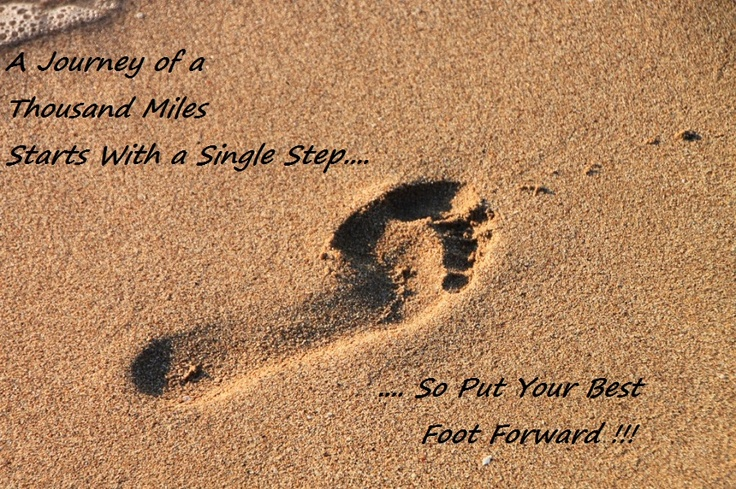 A Journey of a
Thousand Miles
Starts With a Single Step....
.... So Put Your Best
Foot Forward !!!